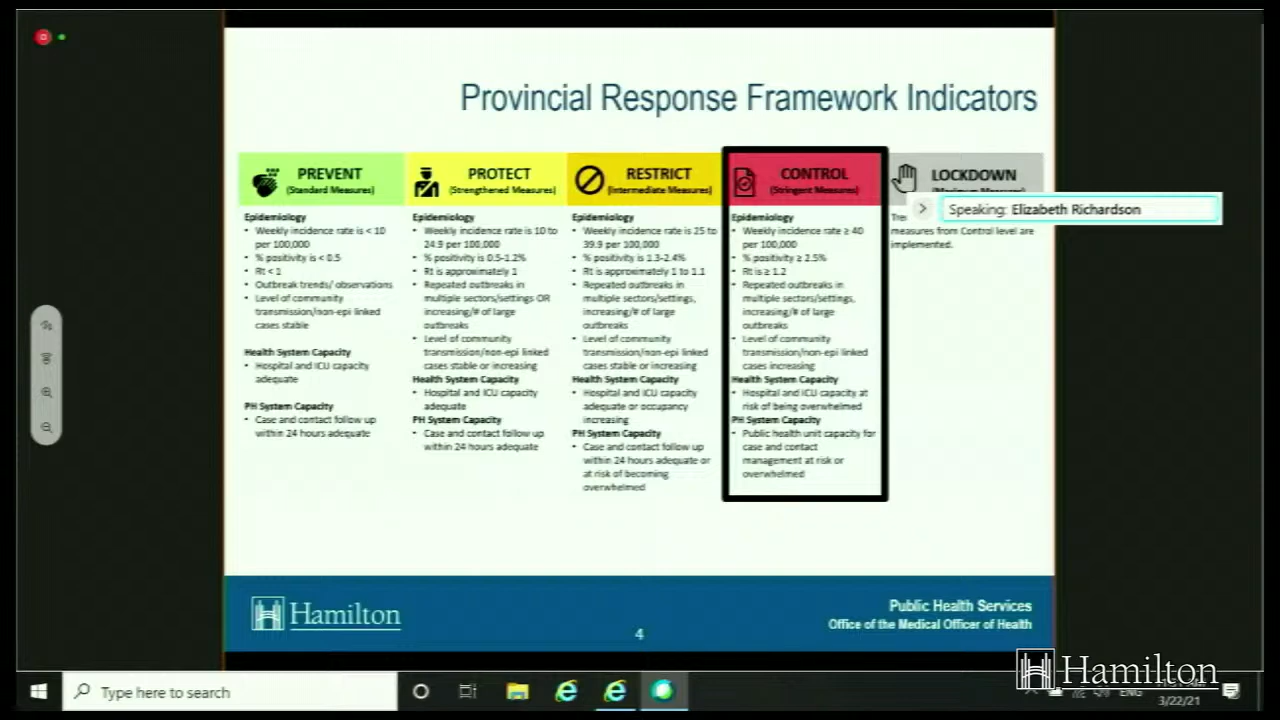 Provincial Response Framework Indicators
PREVENT
(Standard Measures)
Epidemiology
• Weekly incidence rate is < 10
per 100,000
• % positivity is < 0.5
• Rt < 1
• Outbreak trends/ observations
• Level of community
transmission/non-epi linked
cases stable
Health System Capacity
• Hospital and ICU capacity
adequate
PH System Capacity
• Case and contact follow up
within 24 hours adequate
PROTECT
(Strengthened Measures)
Epidemiology
• Weekly incidence rate is 10 to
24.9 per 100,000
• % positivity is 0.5-1.2%
• Rt is approximately 1
• Repeated outbreaks in
multiple sectors/settings OR
increasing/# of large
outbreaks
• Level of community
transmission/non-epi linked
cases stable or increasing
Health System Capacity
• Hospital and ICU capacity
adequate
PH System Capacity
• Case and contact follow up
within 24 hours adequate
RESTRICT
(Intermediate Measures)
Epidemiology
• Weekly incidence rate is 25 to
39.9 per 100,000
• % positivity is 1.3-2.4%
• Rt is approximately 1 to 1.1
• Repeated outbreaks in
multiple sectors/settings,
increasing/# of large
outbreaks
• Level of community
transmission/non-epi linked
cases stable or increasing
Health System Capacity
• Hospital and ICU capacity
adequate or occupancy
increasing
PH System Capacity
• Case and contact follow up
within 24 hours adequate or
at risk of becoming
overwhelmed
CONTROL
(Stringent Measures)
Epidemiology
• Weekly incidence rate ≥ 40
per 100,000
• % positivity ≥ 2.5%
• Rt is ≥ 1.2
• Repeated outbreaks in
multiple sectors/settings,
increasing/# of large
outbreaks
• Level of community
transmission/non-epi linked
cases increasing
Health System Capacity
• Hospital and ICU capacity at
risk of being overwhelmed
PH System Capacity
• Public health unit capacity for
case and contact
management at risk or
overwhelmed
LOCKDOWN
Speaking: Elizabeth Richardson
measures from Control level are
implemented.
Hamilton
4
Public Health Services
Office of the Medical Officer of Health
Hamilton
Type here to search
ENG
3/22/21